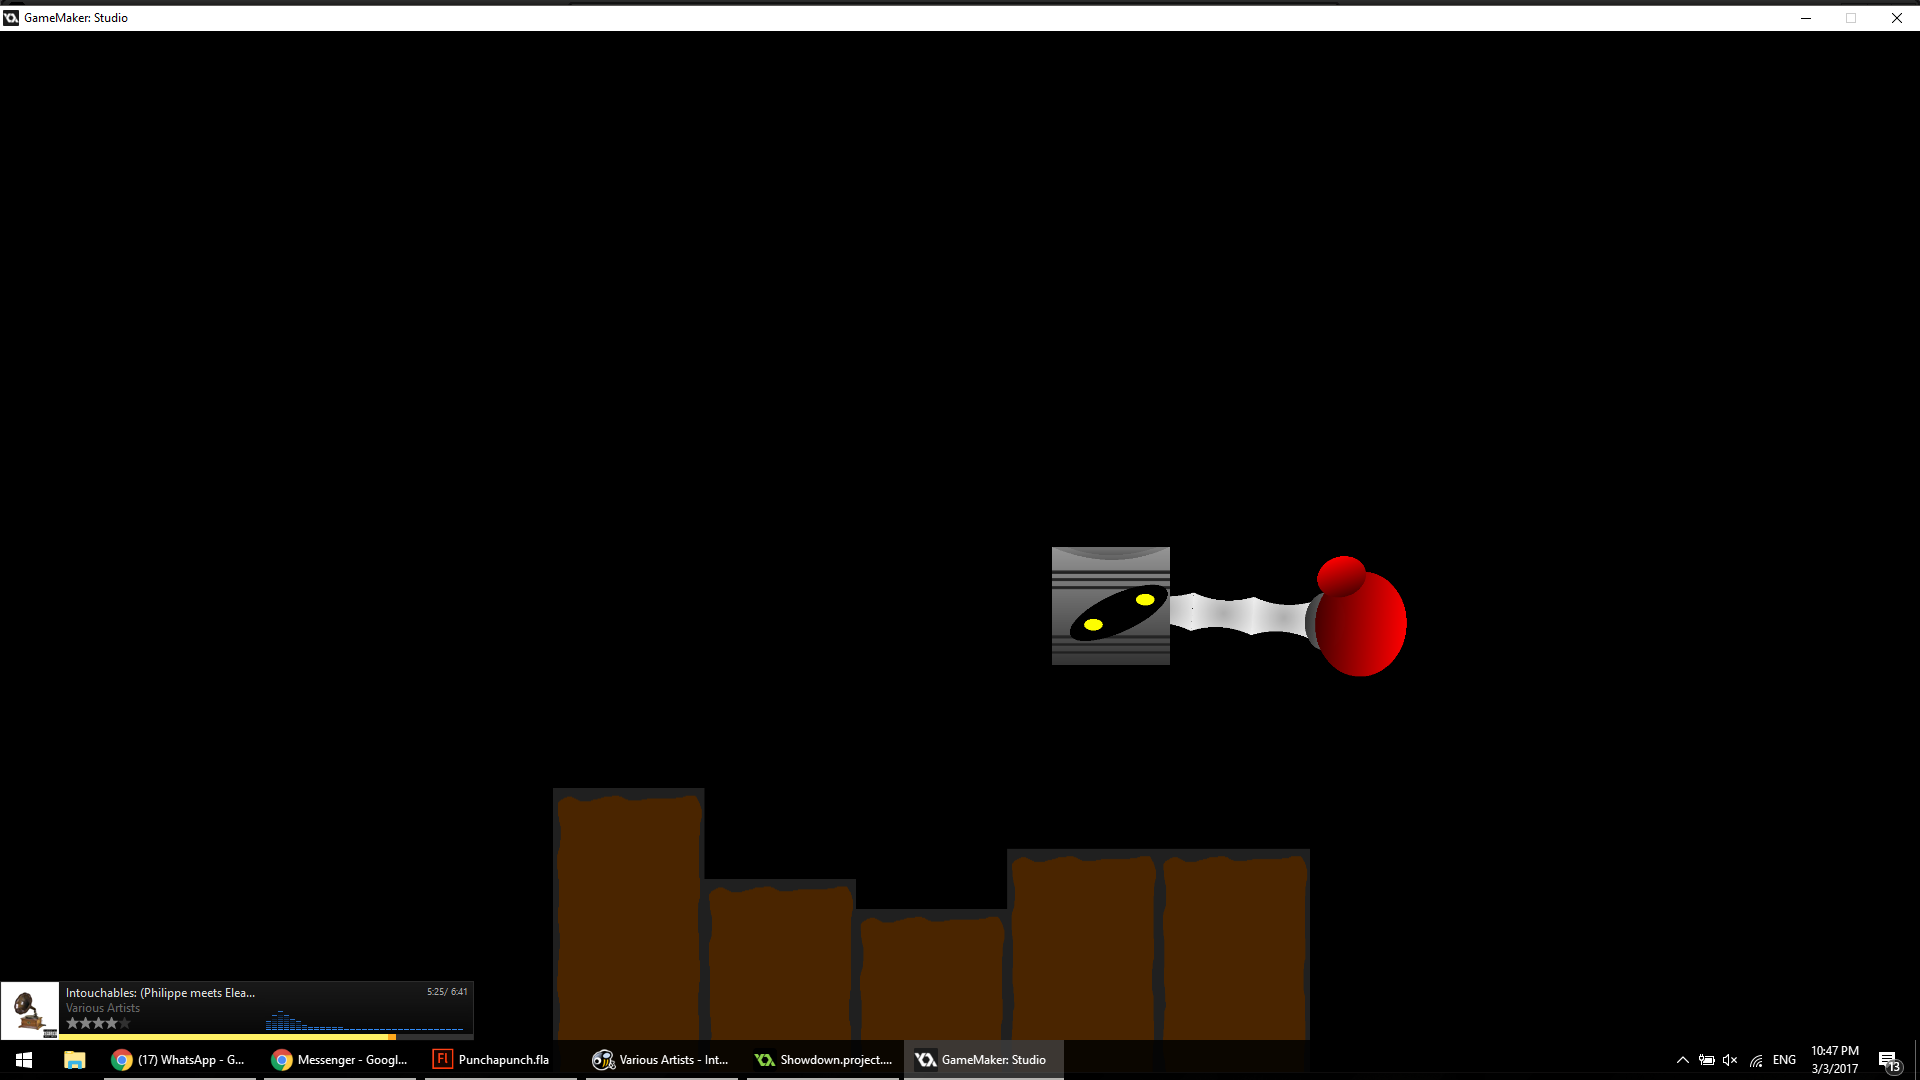 GameMaker: Studio
Intouchables: (Philippe meets Elea...
5:25/ 6:41
Various Artists
(17) WhatsApp - G...
Messenger - Googl...
Fl
Punchapunch.fla
Various Artists - Int...
Showdown.project....
GameMaker: Studio
ENG
10:47 PM
3/3/2017
13